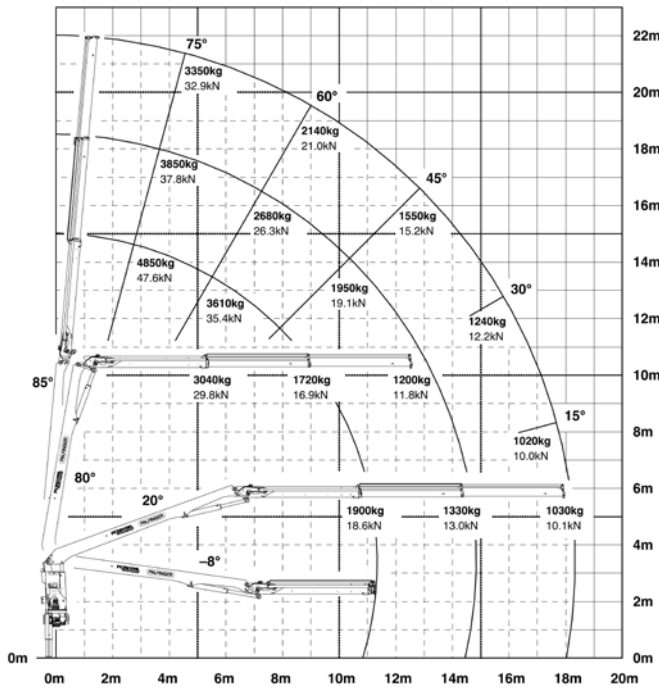 22m
75°
3350kg
32.9kN
20m
60°
2140kg
21.0kN
18m
3850kg
37.8kN
45°
16m
2680kg
26.3kN
1550kg
15.2kN
14m
4850kg
47.6kN
1950kg
19.1kN
30°
3610kg
35.4kN
12m
1240kg
12.2kN
85°
3040kg
29.8kN
1720kg
16.9kN
1200kg
11.8kN
10m
15°
8m
1020kg
10.0kN
80°
20°
6m
1900kg
18.6kN
1330kg
13.0kN
1030kg
10.1kN
PALFINGER
PALFINGER
4m
–8°
PALFINGER
2m
0m
0m
0m 2m 4m 6m 8m 10m 12m 14m 16m 18m 20m